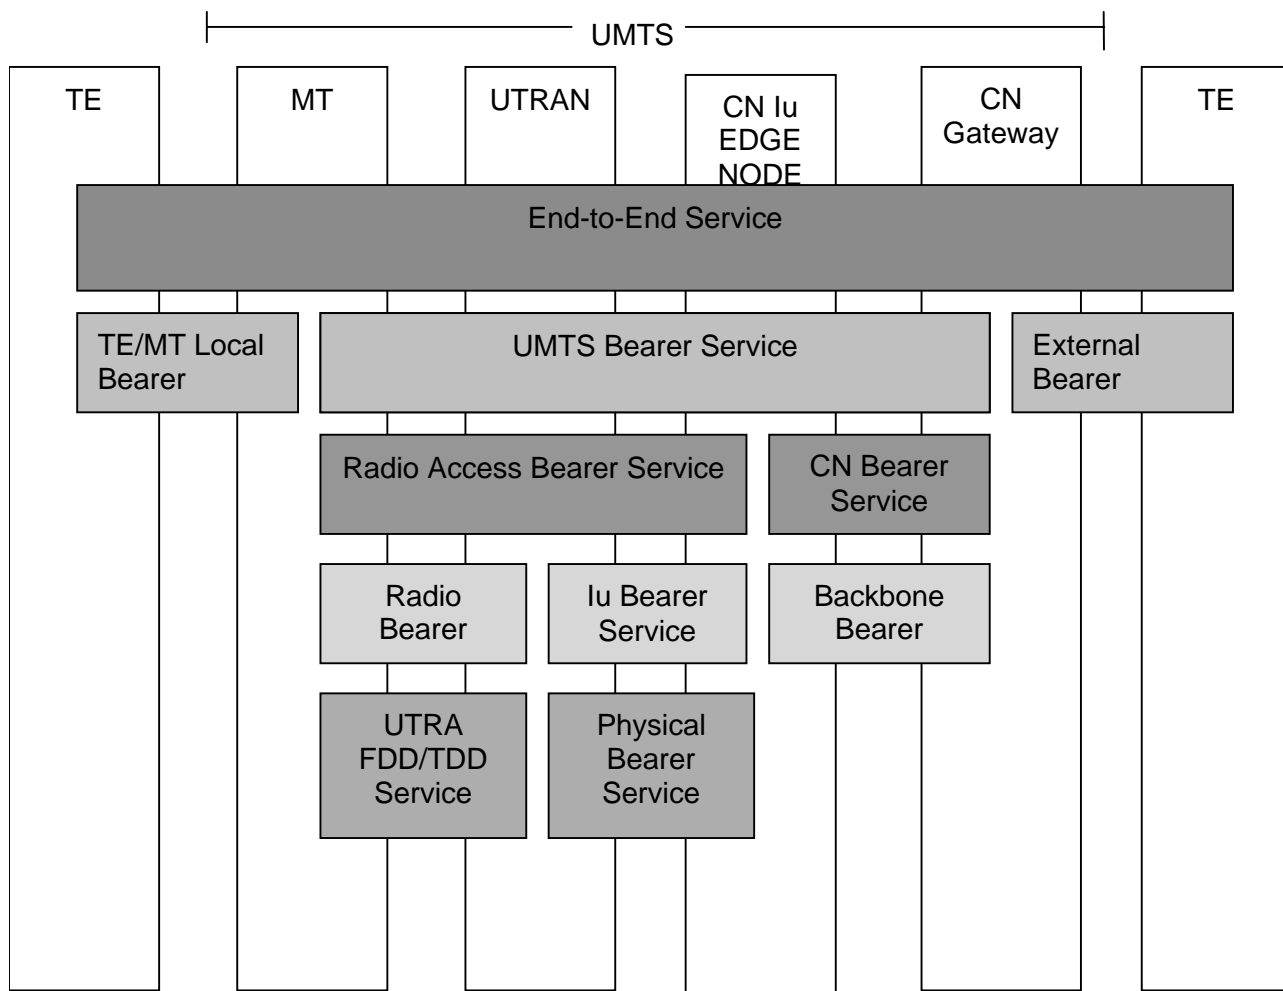 UMTS
TE
MT
UTRAN
CN Iu
EDGE
NODE
CN
Gateway
TE
End-to-End Service
TE/MT Local
Bearer
UMTS Bearer Service
External
Bearer
Radio Access Bearer Service
CN Bearer
Service
Radio
Bearer
Iu Bearer
Service
Backbone
Bearer
UTRA
FDD/TDD
Service
Physical
Bearer
Service